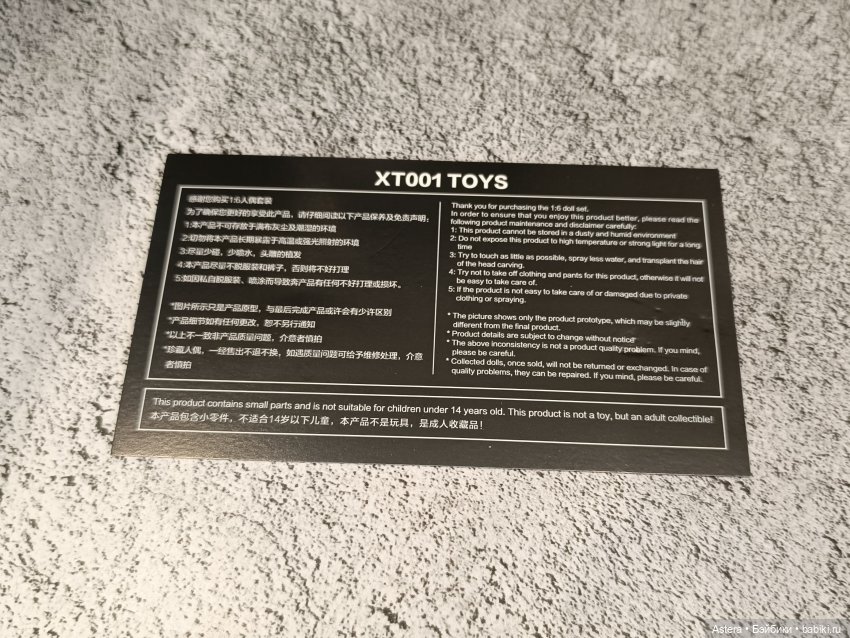 XT001 TOYS
感谢您购买1:6人偶套装
为了确保您更好的享受此产品，请仔细阅读以下产品保养及免责声明：
1:本产品不可存放于满布灰尘及潮湿的环境
2:切勿将本产品长期暴露于高温或强光照射的环境
3:尽量少碰，少喷水，头雕的植发
4:本产品尽量不脱服装和裤子，否则将不好打理
5:如因私自脱服装、喷涂而导致奔产品有任何不好打理或损坏。
*图片所示只是产品原型，与最后完成产品或许会有少许区别
*产品细节如有任何更改，恕不另行通知
*以上不一致非产品质量问题，介意者慎拍
*珍藏人偶，一经售出不退不换，如遇质量问题可给予维修处理，介意
者慎拍
Thank you for purchasing the 1:6 doll set.
In order to ensure that you enjoy this product better, please read the
following product maintenance and disclaimer carefully:
1: This product cannot be stored in a dusty and humid environment
2: Do not expose this product to high temperature or strong light for a long
time
3: Try to touch as little as possible, spray less water, and transplant the hair
of the head carving.
4: Try not to take off clothing and pants for this product, otherwise it will not
be easy to take care of.
5: If the product is not easy to take care of or damaged due to private
clothing or spraying.
* The picture shows only the product prototype, which may be slightly
different from the final product.
* Product details are subject to change without notice
* The above inconsistency is not a product quality problem. If you mind,
please be careful.
* Collected dolls, once sold, will not be returned or exchanged. In case of
quality problems, they can be repaired. If you mind, please be careful.
This product contains small parts and is not suitable for children under 14 years old. This product is not a toy, but an adult collectible!
本产品包含小零件，不适合14岁以下儿童，本产品不是玩具，是成人收藏品！
Astera • Бэйбики • babiki.ru